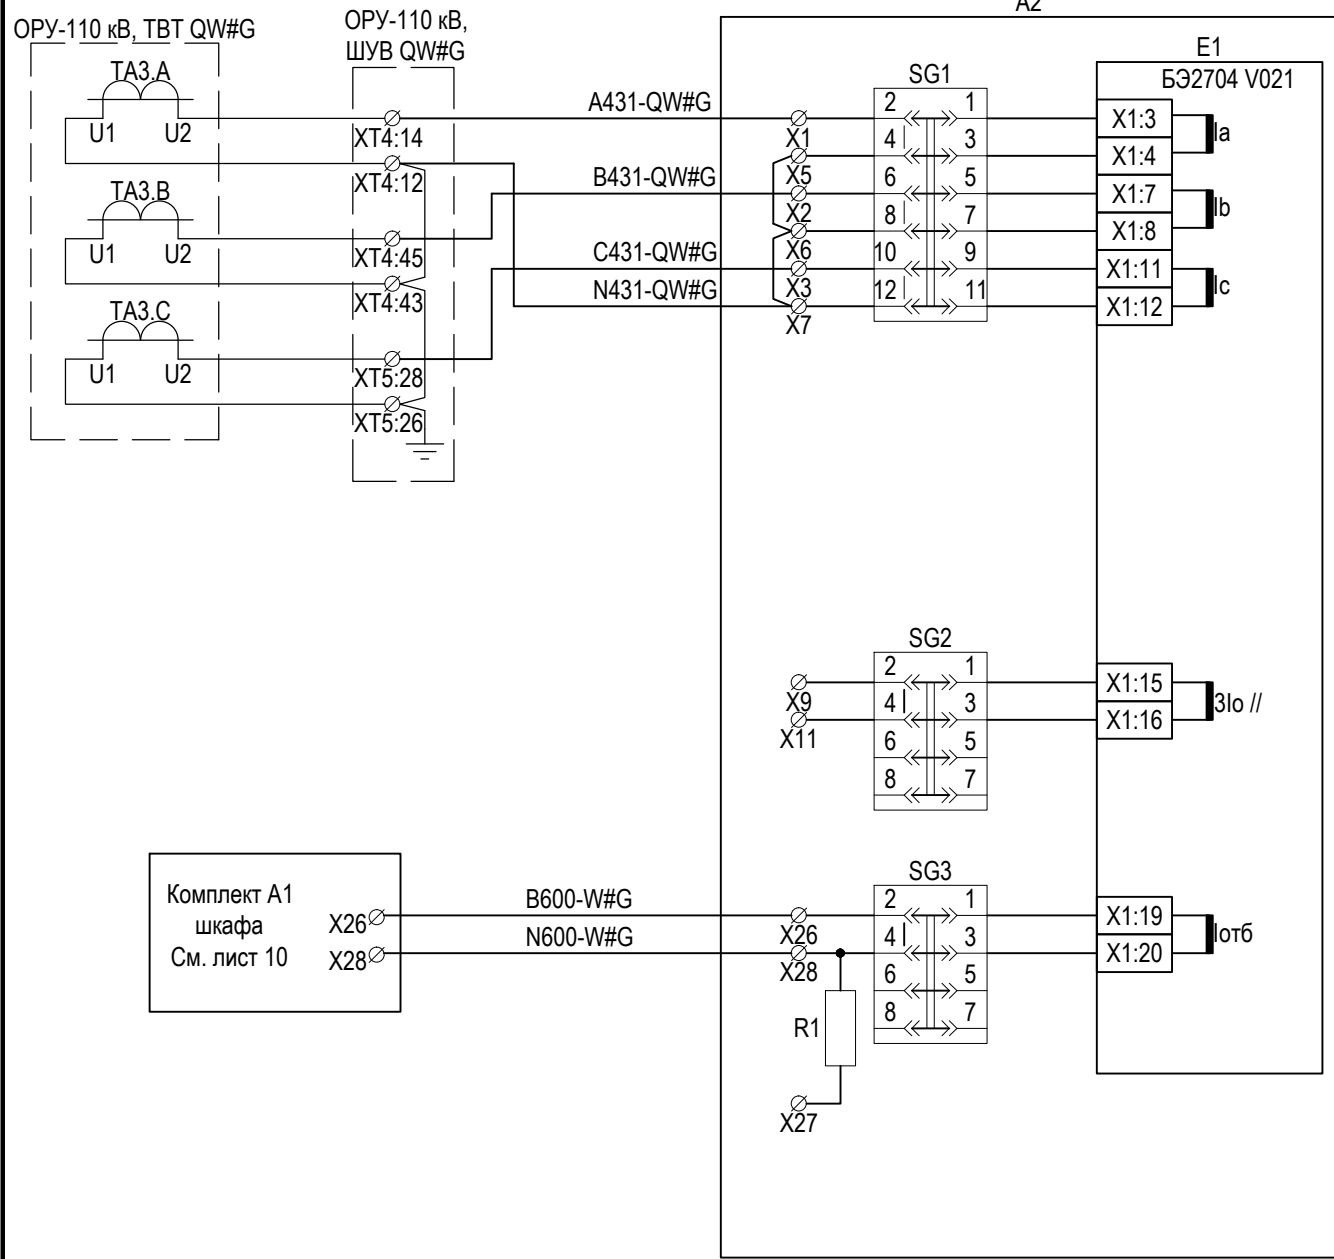 A2
ОРУ-110 кВ, ТВТ QW#G
ОРУ-110 кВ,
ШУВ QW#G
E1
БЭ2704 V021
TA3.A
U1 U2
XT4:14
XT4:12
TA3.B
U1 U2
XT4:45
XT4:43
TA3.C
U1 U2
XT5:28
XT5:26
A431-QW#G
B431-QW#G
C431-QW#G
N431-QW#G
X1
X5
X2
X6
X3
X7
SG1
2 1
4 3
6 5
8 7
10 9
12 11
X1:3
X1:4
Ia
X1:7
X1:8
Ib
X1:11
X1:12
Ic
SG2
2 1
4 3
6 5
8 7
X9
X11
X1:15
X1:16
3Io //
Комплект А1
шкафа
См. лист 10
X26
X28
B600-W#G
N600-W#G
X26
X28
R1
X27
SG3
2 1
4 3
6 5
8 7
X1:19
X1:20
Iотб